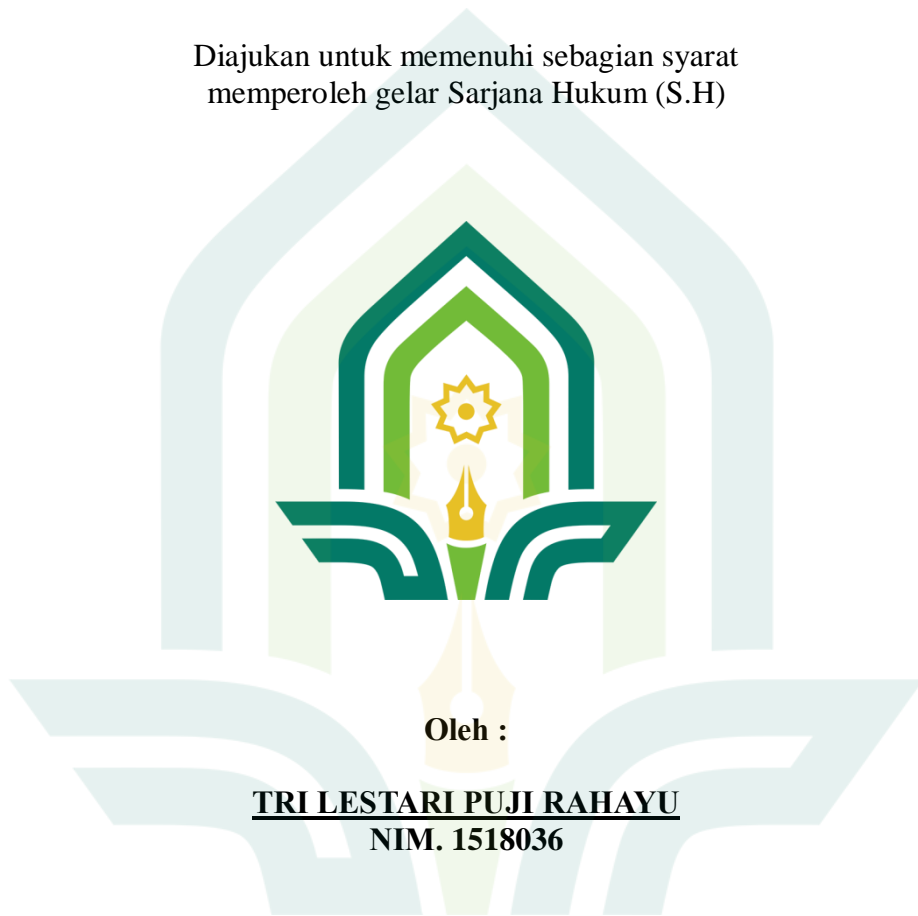 Diajukan untuk memenuhi sebagian syarat
memperoleh gelar Sarjana Hukum (S.H)
Oleh :
TRI LESTARI PUJI RAHAYU
NIM. 1518036